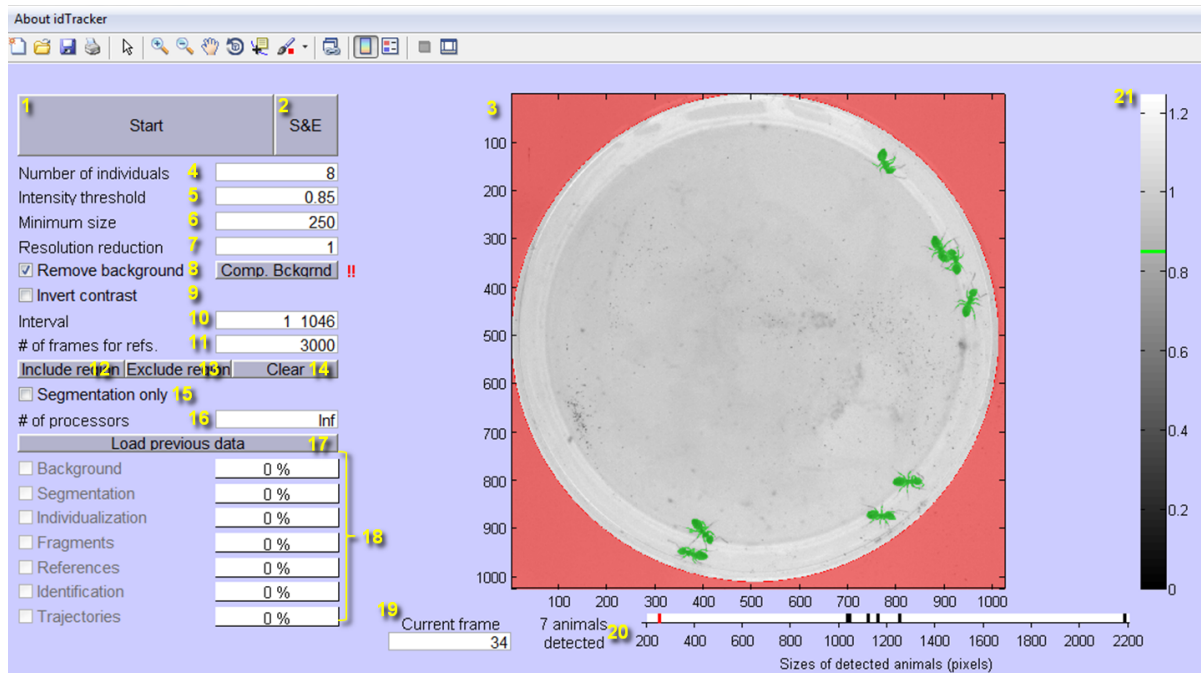 About idTracker
1
Start
2
S&E
Number of individuals 4 8
Intensity threshold 5 0.85
Minimum size 6 250
Resolution reduction 7 1
Remove background 8 Comp. Bckgrnd !!
Invert contrast 9
Interval 10 1 1046
# of frames for refs. 11 3000
Include region 12 Exclude region 13 Clear 14
Segmentation only 15
# of processors 16 Inf
Load previous data 17
Background 0 %
Segmentation 0 %
Individualization 0 %
Fragments 0 %
References 0 %
Identification 0 %
Trajectories 0 %
18
3
100
200
300
400
500
600
700
800
900
1000
100 200 300 400 500 600 700 800 900 1000
21
1.2
1
0.8
0.6
0.4
0.2
0
19
Current frame
34
7 animals
detected
20
200 400 600 800 1000 1200 1400 1600 1800 2000 2200
Sizes of detected animals (pixels)